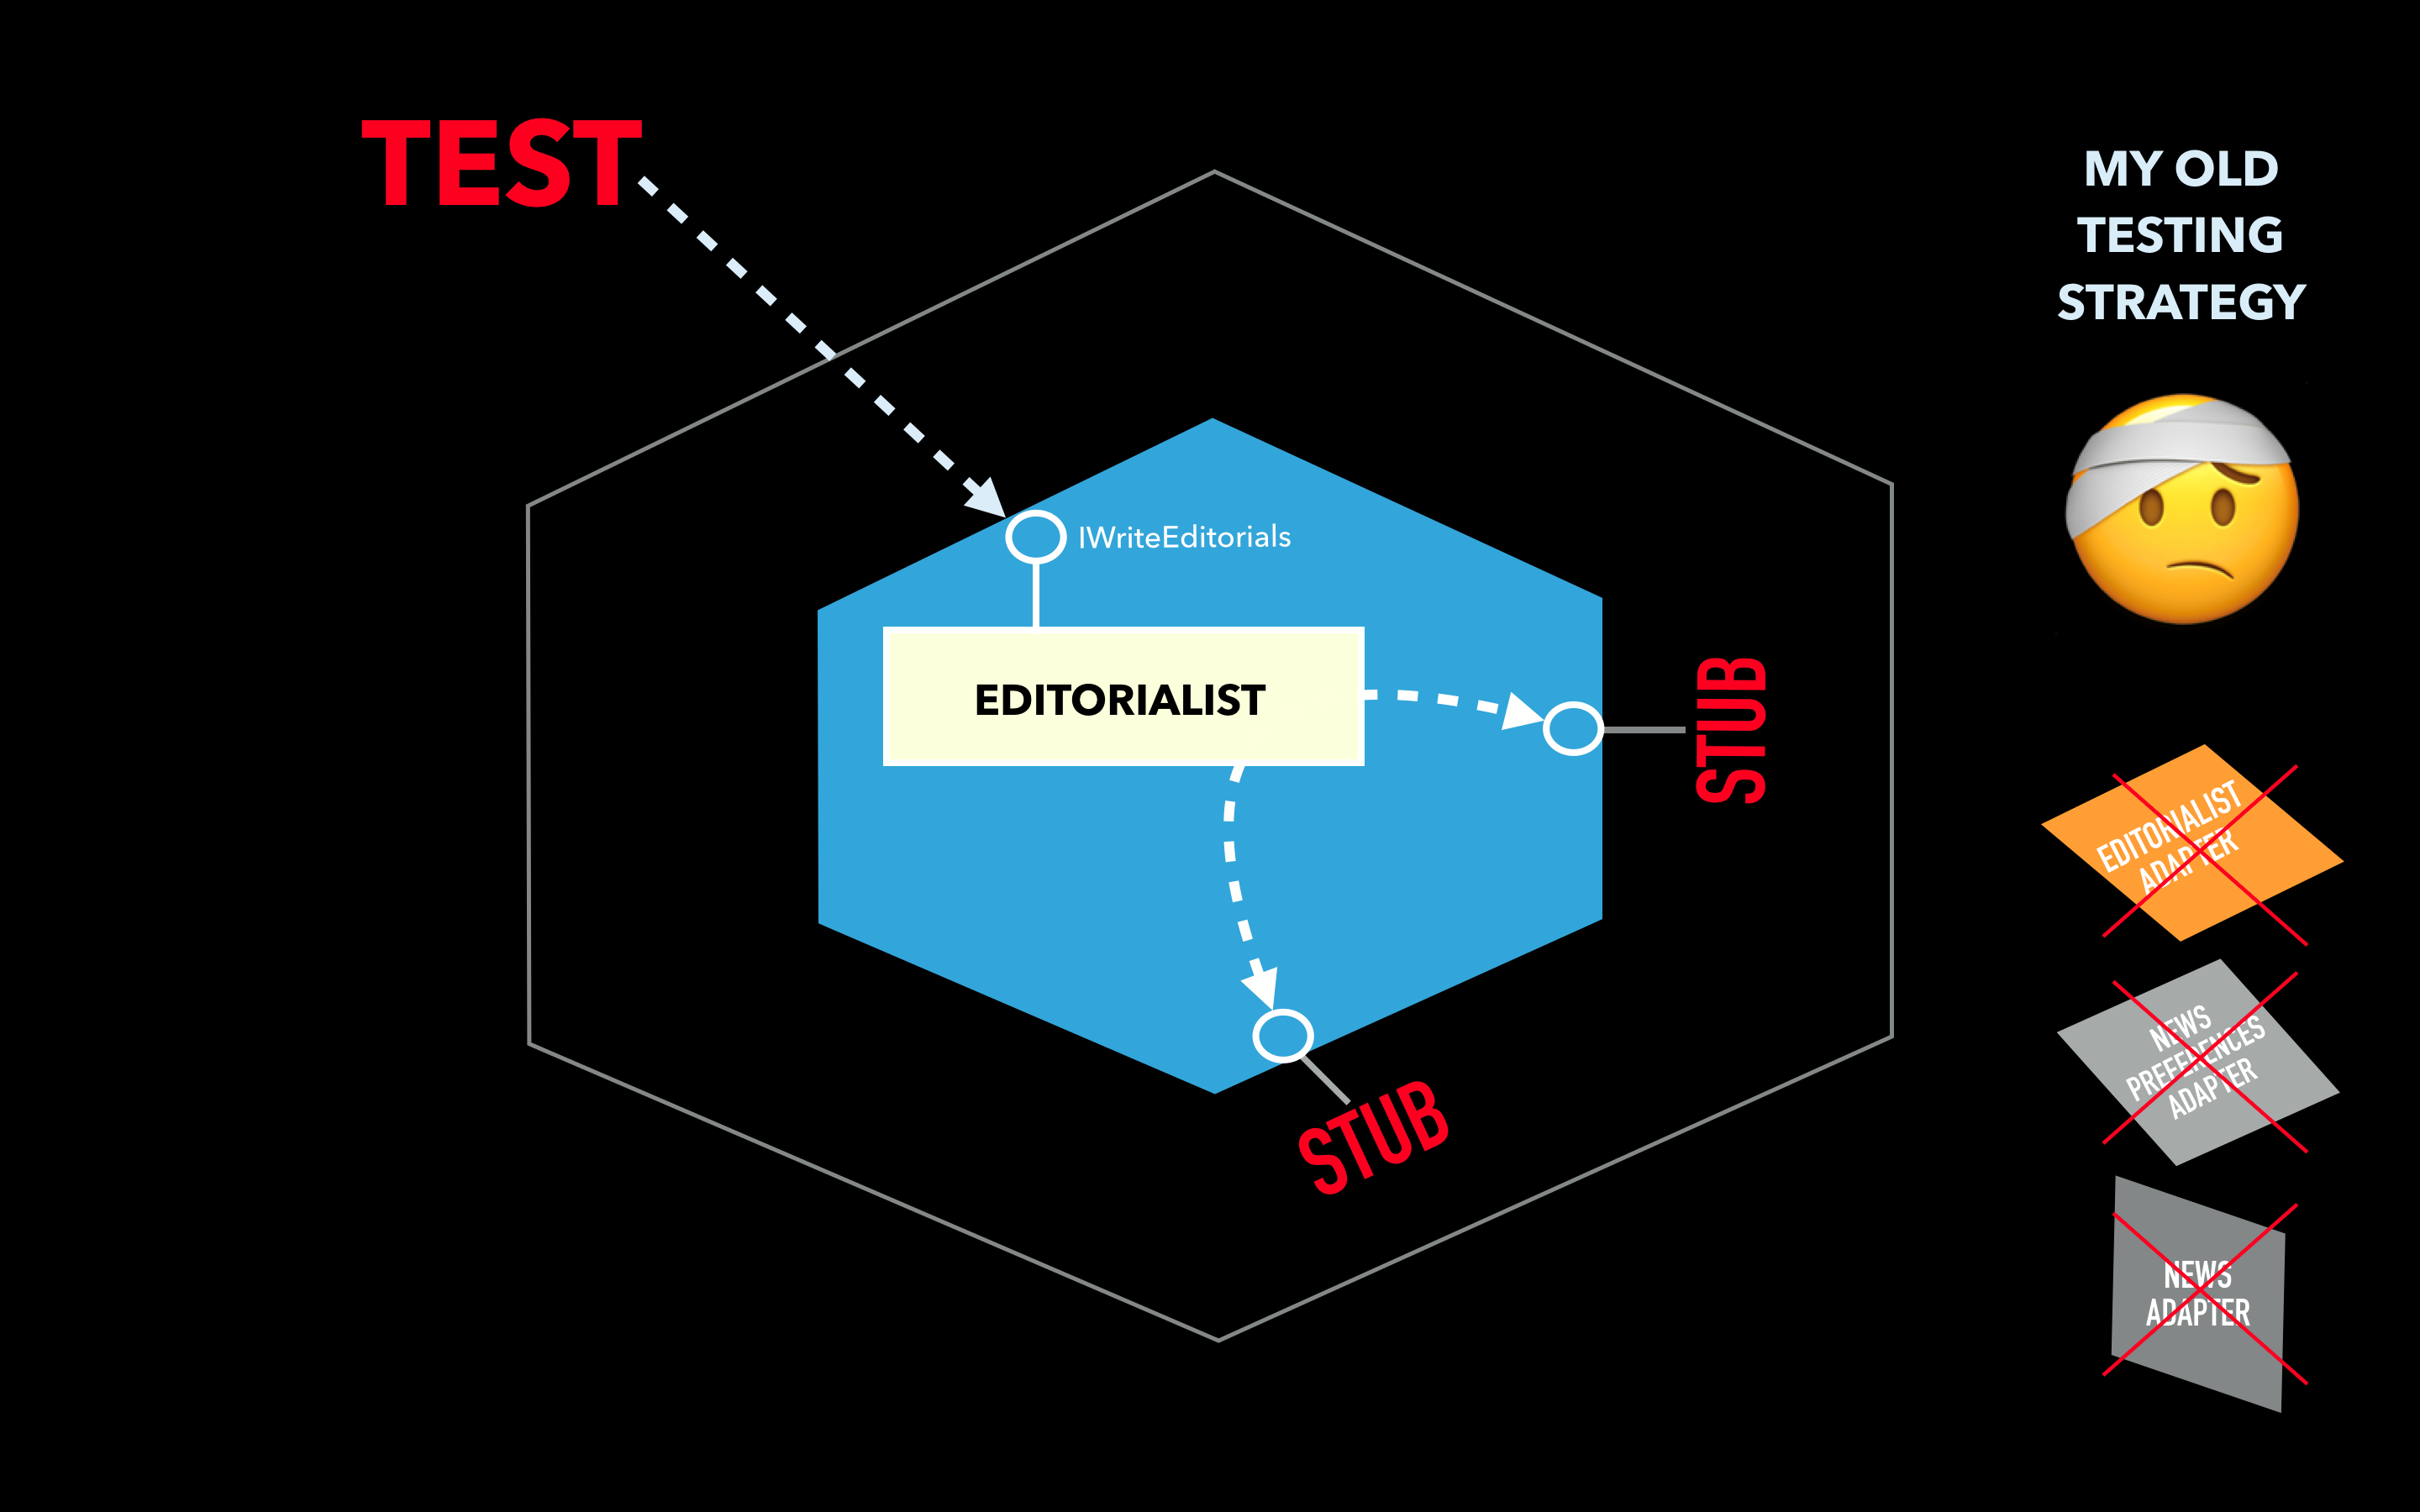 TEST
MY OLD
TESTING
STRATEGY
IWriteEditorials
EDITORIALIST
STUB
STUB
EDITORIALIST
ADAPTER
NEWS
PREFERENCES
ADAPTER
NEWS
ADAPTER